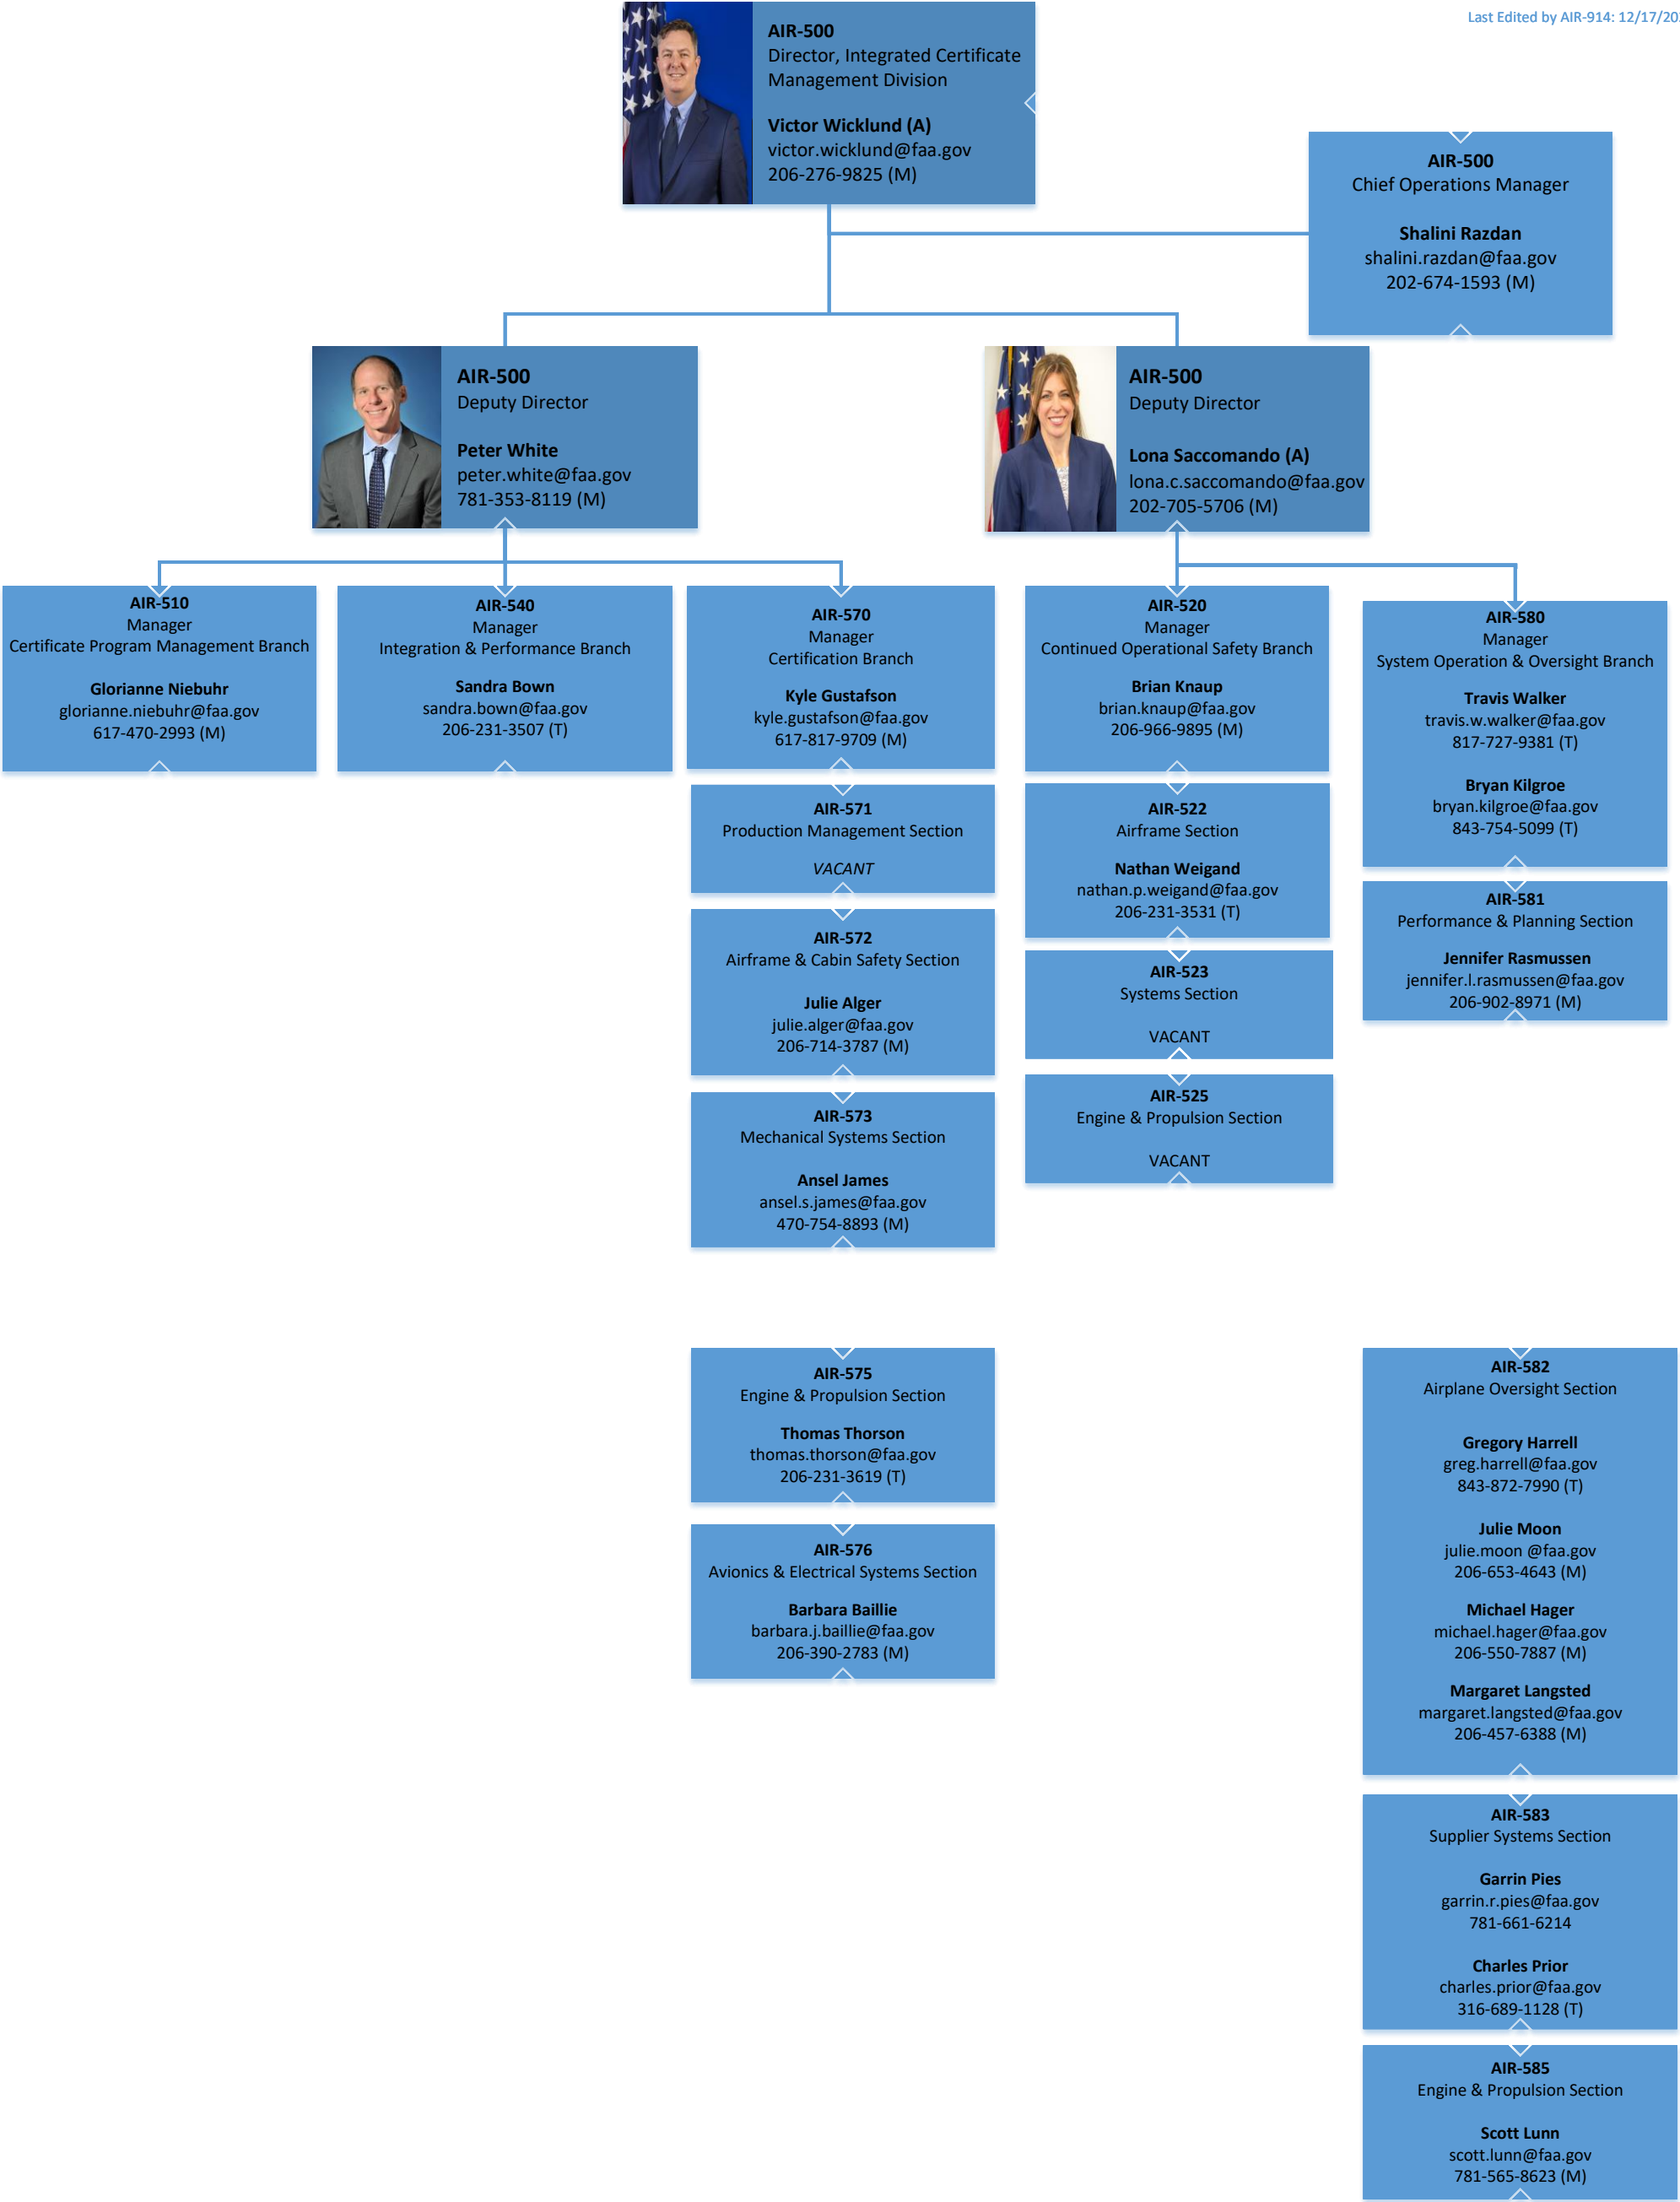 Last Edited by AIR-914: 12/17/20
AIR-500
Director, Integrated Certificate
Management Division
Victor Wicklund (A)
victor.wicklund@faa.gov
206-276-9825 (M)
AIR-500
Chief Operations Manager
Shalini Razdan
shalini.razdan@faa.gov
202-674-1593 (M)
AIR-500
Deputy Director
Peter White
peter.white@faa.gov
781-353-8119 (M)
AIR-500
Deputy Director
Lona Saccomando (A)
lona.c.saccomando@faa.gov
202-705-5706 (M)
AIR-510
Manager
Certificate Program Management Branch
Glorianne Niebuhr
glorianne.niebuhr@faa.gov
617-470-2993 (M)
AIR-540
Manager
Integration & Performance Branch
Sandra Bown
sandra.bown@faa.gov
206-231-3507 (T)
AIR-570
Manager
Certification Branch
Kyle Gustafson
kyle.gustafson@faa.gov
617-817-9709 (M)
AIR-571
Production Management Section
VACANT
AIR-572
Airframe & Cabin Safety Section
Julie Alger
julie.alger@faa.gov
206-714-3787 (M)
AIR-573
Mechanical Systems Section
Ansel James
ansel.s.james@faa.gov
470-754-8893 (M)
AIR-575
Engine & Propulsion Section
Thomas Thorson
thomas.thorson@faa.gov
206-231-3619 (T)
AIR-576
Avionics & Electrical Systems Section
Barbara Baillie
barbara.j.baillie@faa.gov
206-390-2783 (M)
AIR-520
Manager
Continued Operational Safety Branch
Brian Knaup
brian.knaup@faa.gov
206-966-9895 (M)
AIR-522
Airframe Section
Nathan Weigand
nathan.p.weigand@faa.gov
206-231-3531 (T)
AIR-523
Systems Section
VACANT
AIR-525
Engine & Propulsion Section
VACANT
AIR-580
Manager
System Operation & Oversight Branch
Travis Walker
travis.w.walker@faa.gov
817-727-9381 (T)
Bryan Kilgroe
bryan.kilgroe@faa.gov
843-754-5099 (T)
AIR-581
Performance & Planning Section
Jennifer Rasmussen
jennifer.l.rasmussen@faa.gov
206-902-8971 (M)
AIR-582
Airplane Oversight Section
Gregory Harrell
greg.harrell@faa.gov
843-872-7990 (T)
Julie Moon
julie.moon @faa.gov
206-653-4643 (M)
Michael Hager
michael.hager@faa.gov
206-550-7887 (M)
Margaret Langsted
margaret.langsted@faa.gov
206-457-6388 (M)
AIR-583
Supplier Systems Section
Garrin Pies
garrin.r.pies@faa.gov
781-661-6214
Charles Prior
charles.prior@faa.gov
316-689-1128 (T)
AIR-585
Engine & Propulsion Section
Scott Lunn
scott.lunn@faa.gov
781-565-8623 (M)